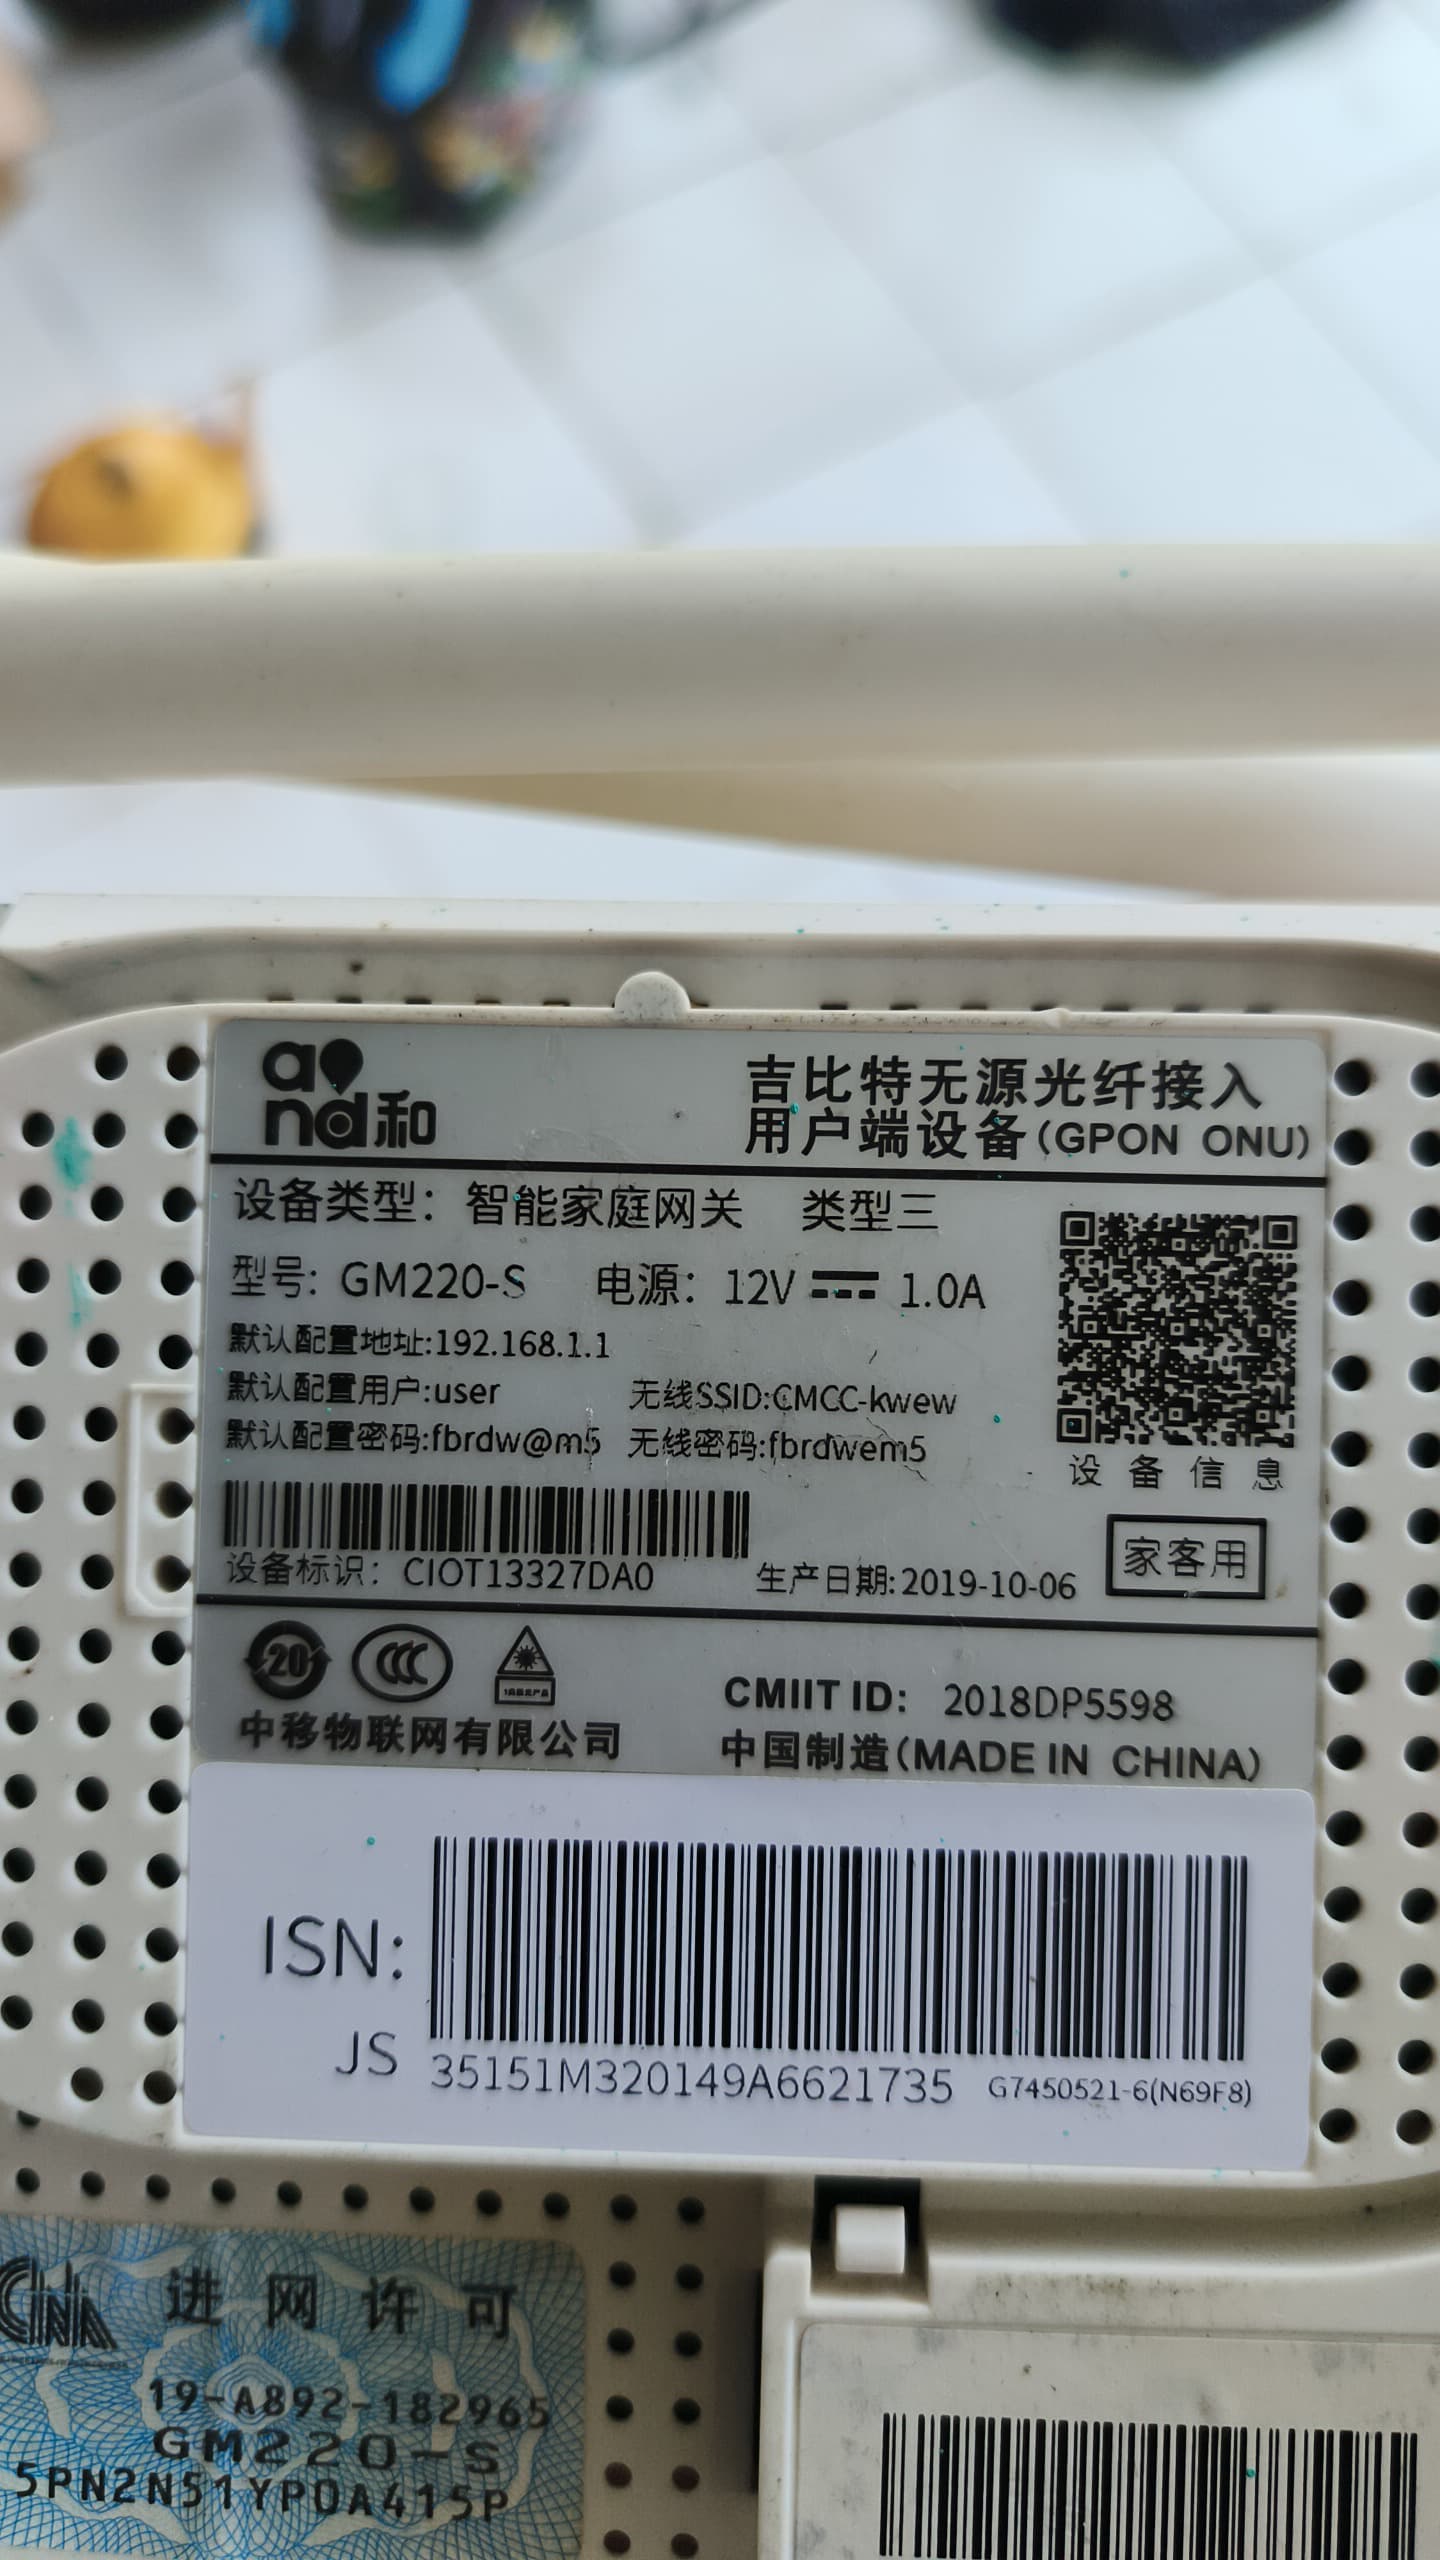 and和
吉比特无源光纤接入
用户端设备(GPON ONU)
设备类型：智能家庭网关 类型三
型号：GM220-S 电源：12V 1.0A
默认配置地址:192.168.1.1
默认配置用户:user 无线SSID:CMCC-kwew
默认配置密码:fbrdw@m5 无线密码:fbrdwem5
设备信息
设备标识：CIOT13327DA0 生产日期:2019-10-06
家客用
20
CCC
中移物联网有限公司
CMIIT ID: 2018DP5598
中国制造(MADE IN CHINA)
ISN:
JS 35151M320149A6621735 G7450521-6(N69F8)
进网许可
19-A892-182965
GM220-S
5PN2N51YPDA415P